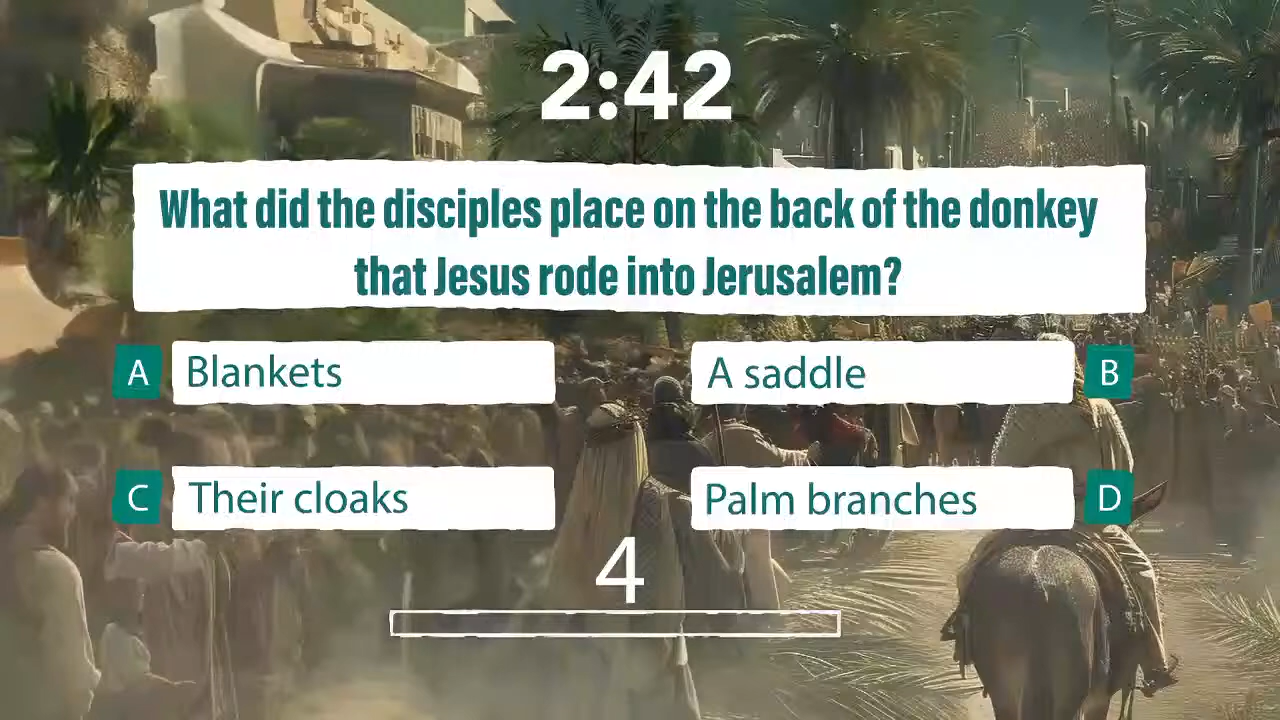 2:42
What did the disciples place on the back of the donkey
that Jesus rode into Jerusalem?
A Blankets
A saddle B
C Their cloaks
Palm branches D
4